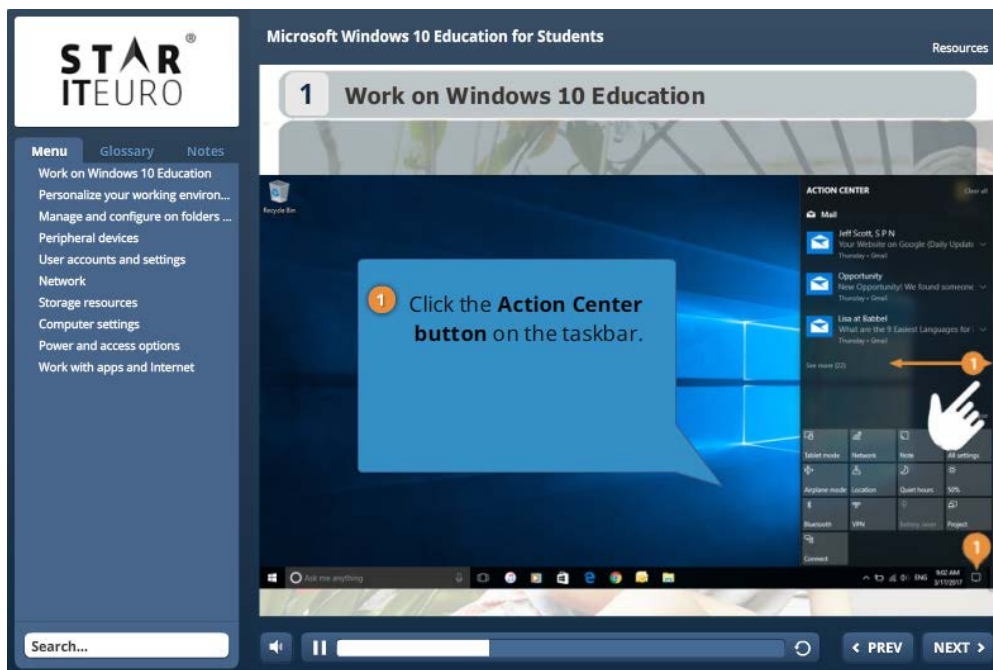 STAR®
ITEURO
Microsoft Windows 10 Education for Students
Resources
Menu Glossary Notes
Work on Windows 10 Education
Personalize your working environ...
Manage and configure on folders ...
Peripheral devices
User accounts and settings
Network
Storage resources
Computer settings
Power and access options
Work with apps and Internet
Search...
1 Work on Windows 10 Education
Recycle Bin
1 Click the Action Center
button on the taskbar.
ACTION CENTER Clear all
Mail
Jeff Scott, S P N
Your Website on Google (Daily Update
Thursday • Gmail
Opportunity
New Opportunity! We found someone
Thursday • Gmail
Lisa at Babbel
What are the 9 Easiest Languages for
Thursday • Gmail
See more (22)
1
Tablet mode Network Note All settings
Airplane mode Location Quiet hours 50%
Bluetooth VPN Battery saver Project
Connect
1
Ask me anything
ENG 9:02 AM
3/17/2017
PREV NEXT